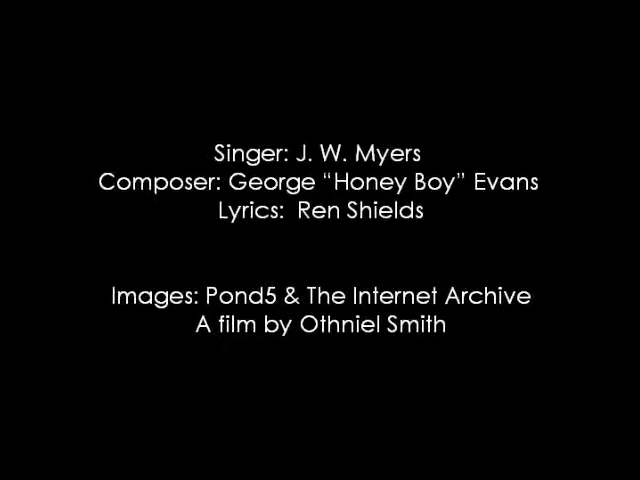 Singer: J. W. Myers
Composer: George “Honey Boy” Evans
Lyrics:  Ren Shields
Images: Pond5 & The Internet Archive
A film by Othniel Smith